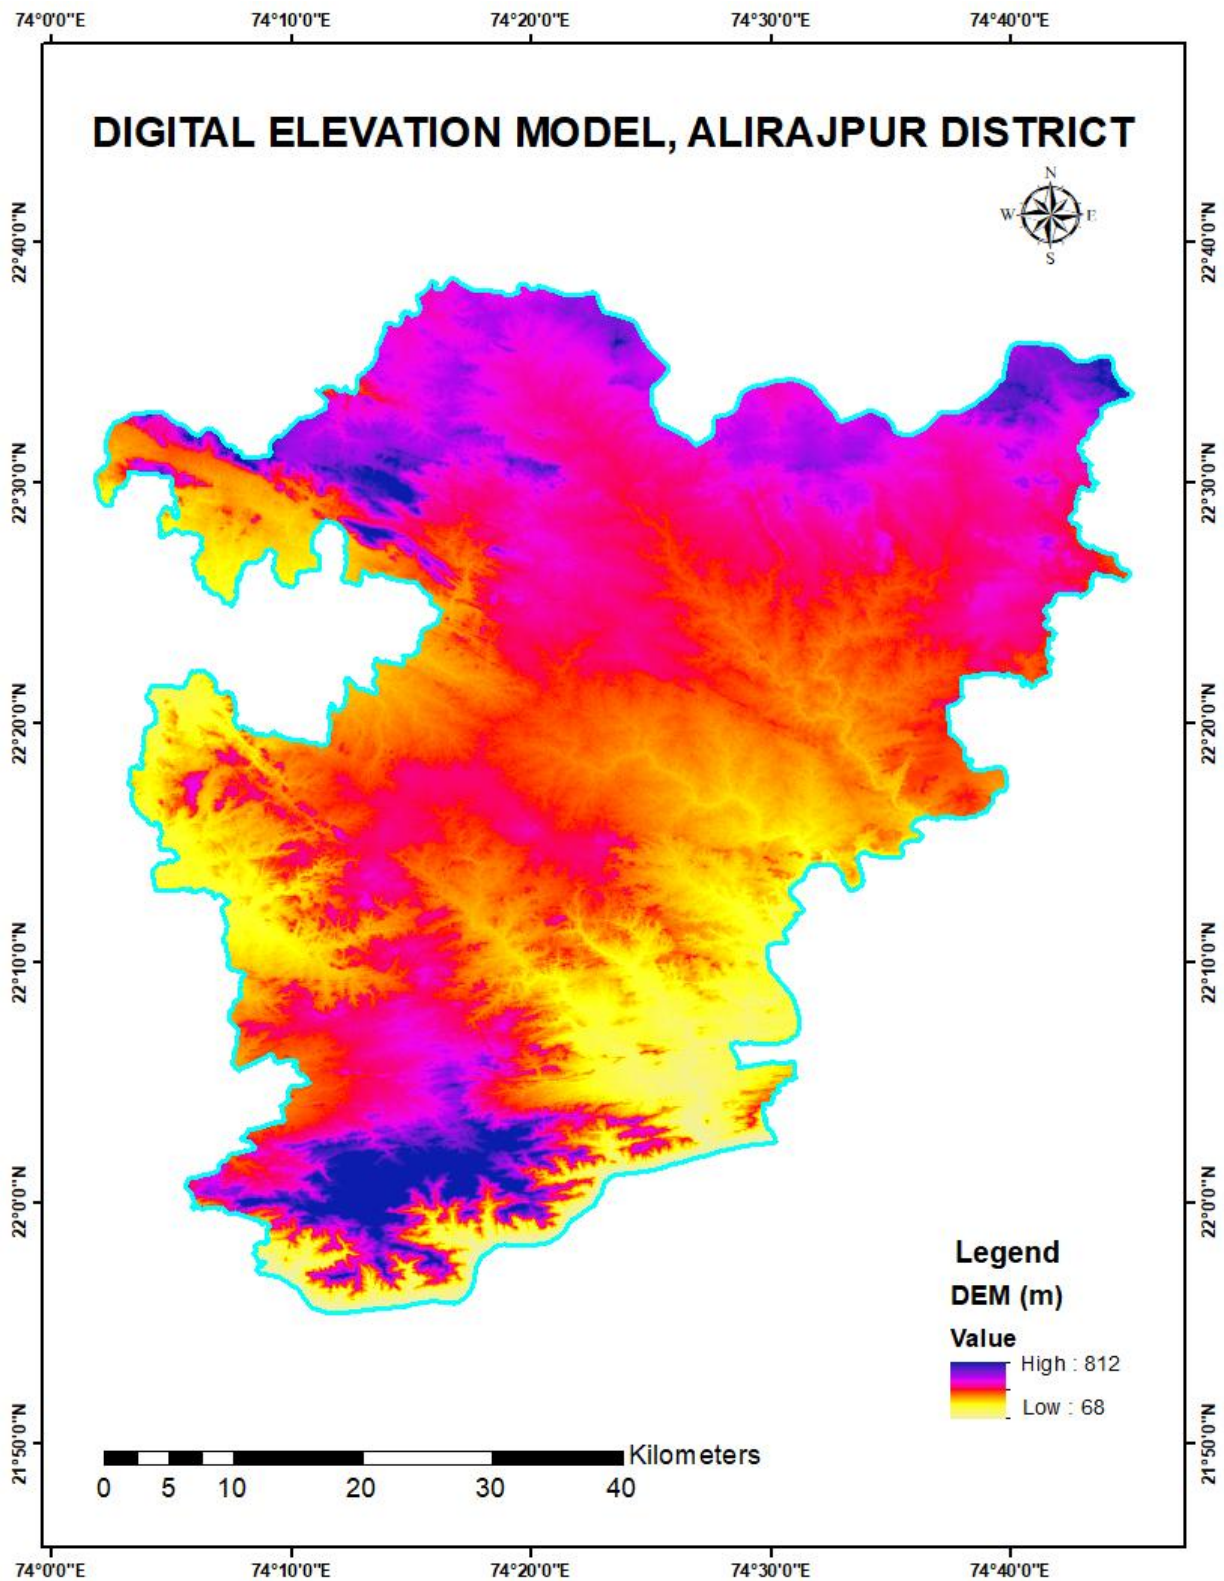 74°0'0"E 74°10'0"E 74°20'0"E 74°30'0"E 74°40'0"E
DIGITAL ELEVATION MODEL, ALIRAJPUR DISTRICT
N
W E
S
22°40'0"N 22°40'0"N
22°30'0"N 22°30'0"N
22°20'0"N 22°20'0"N
22°10'0"N 22°10'0"N
22°0'0"N 22°0'0"N
Legend
DEM (m)
Value
High : 812
Low : 68
21°50'0"N 21°50'0"N
Kilometers
0 5 10 20 30 40
74°0'0"E 74°10'0"E 74°20'0"E 74°30'0"E 74°40'0"E